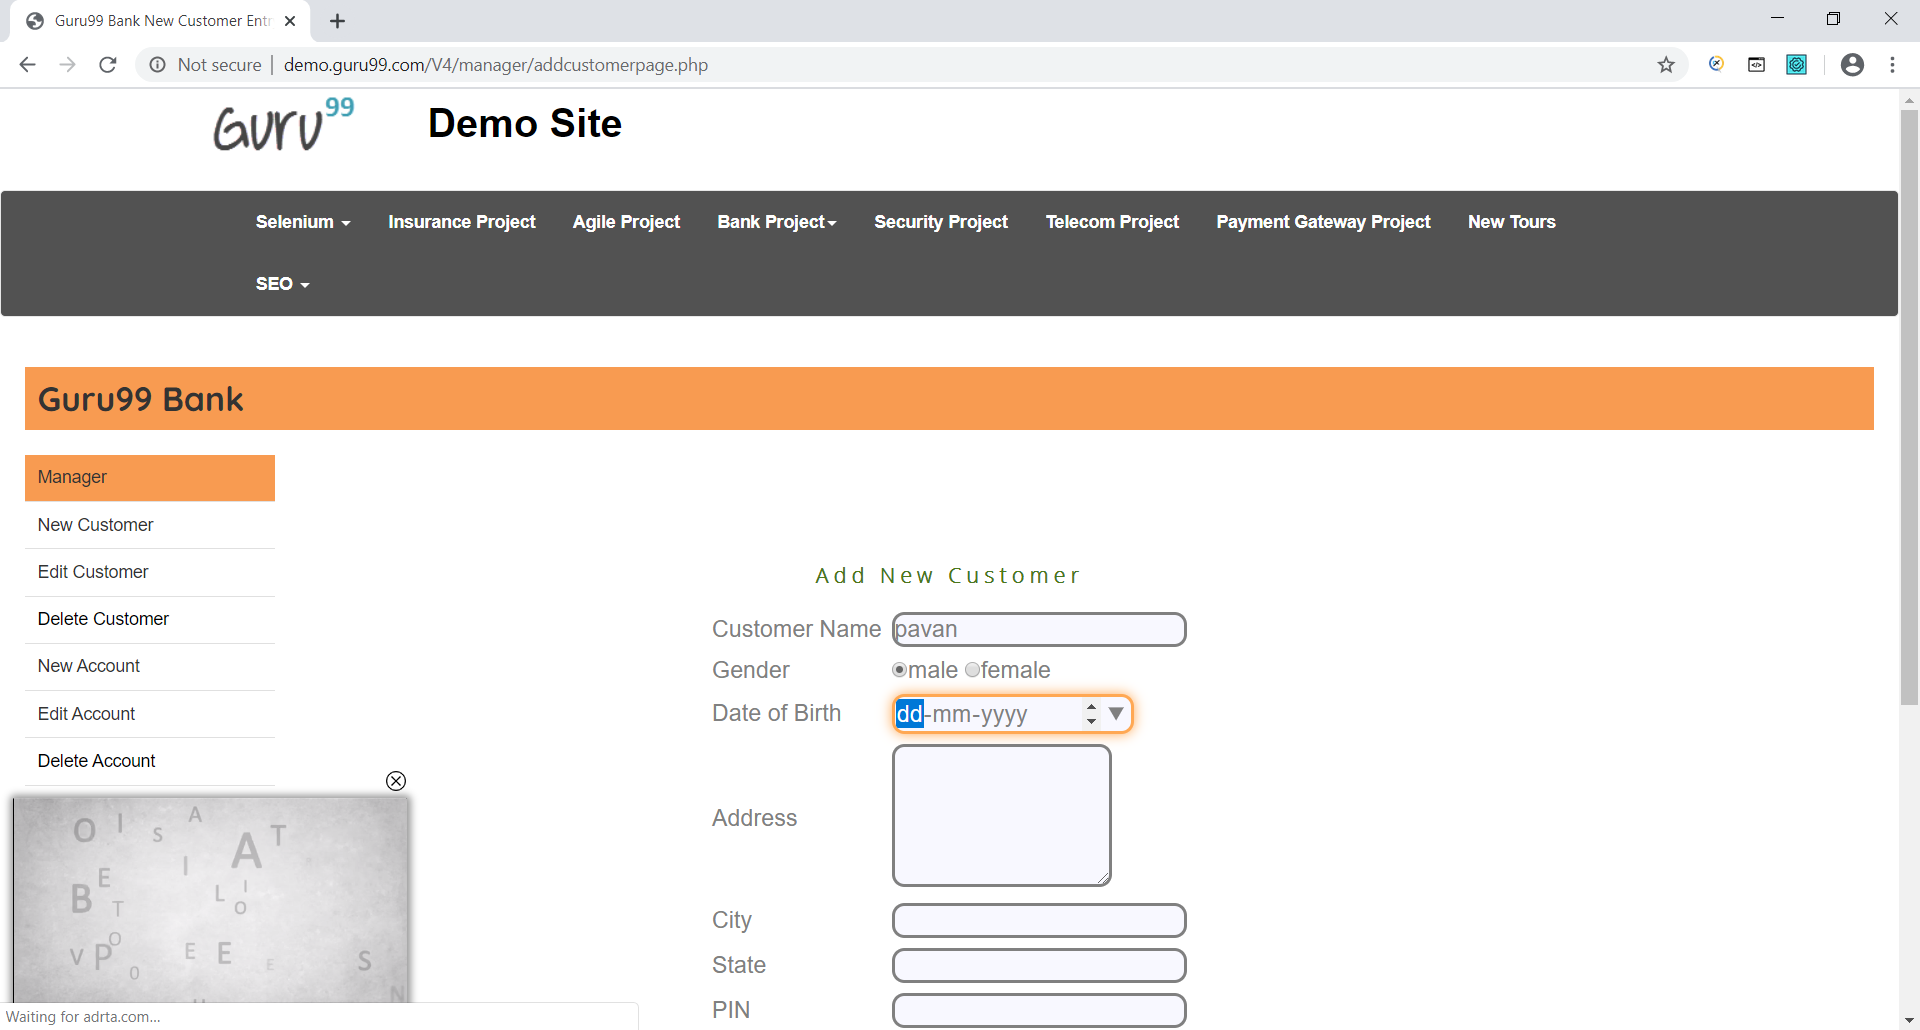 Guru99 Bank New Customer Entr
Not secure | demo.guru99.com/V4/manager/addcustomerpage.php
Guru99 Demo Site
Selenium Insurance Project Agile Project Bank Project Security Project Telecom Project Payment Gateway Project New Tours
SEO
Guru99 Bank
Manager
New Customer
Edit Customer
Delete Customer
New Account
Edit Account
Delete Account
Add New Customer
Customer Name pavan
Gender male female
Date of Birth dd-mm-yyyy
Address
City
State
PIN
O I S A A T
B E T I L I O
V P O O E E E S N
Waiting for adrta.com...